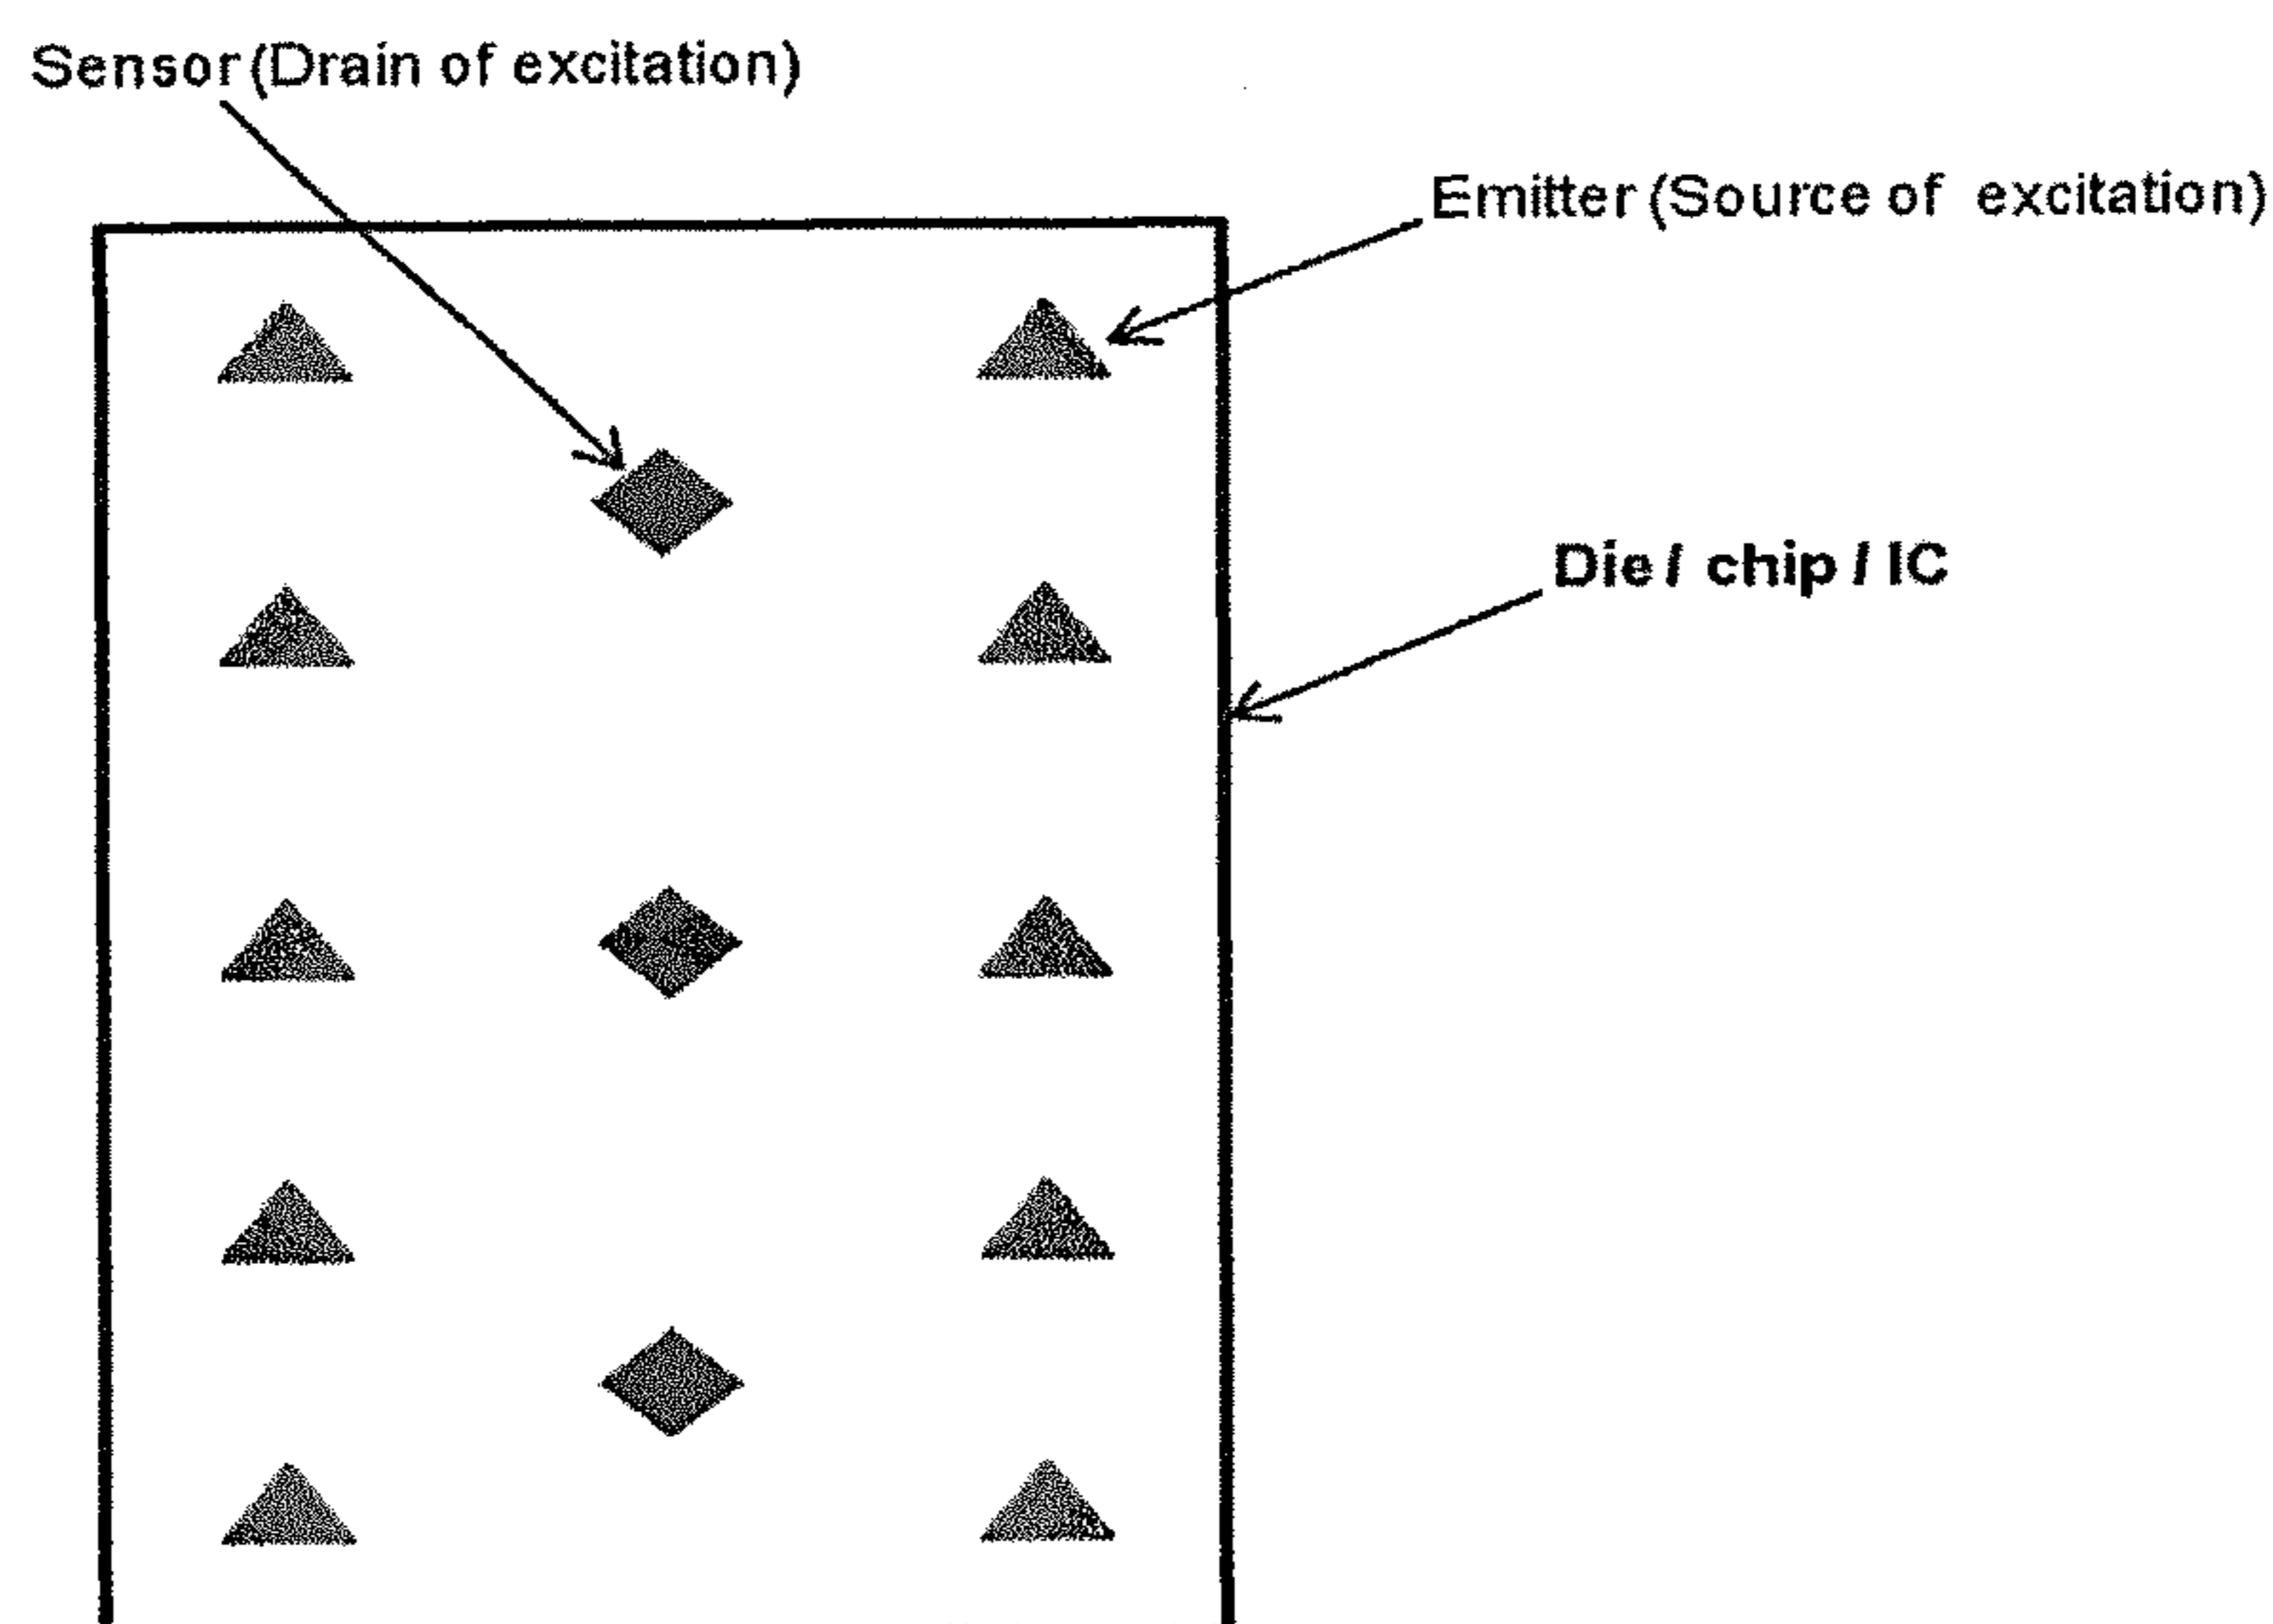 Sensor(Drain of excitation)
Emitter(Source of excitation)
Die/ chip / IC